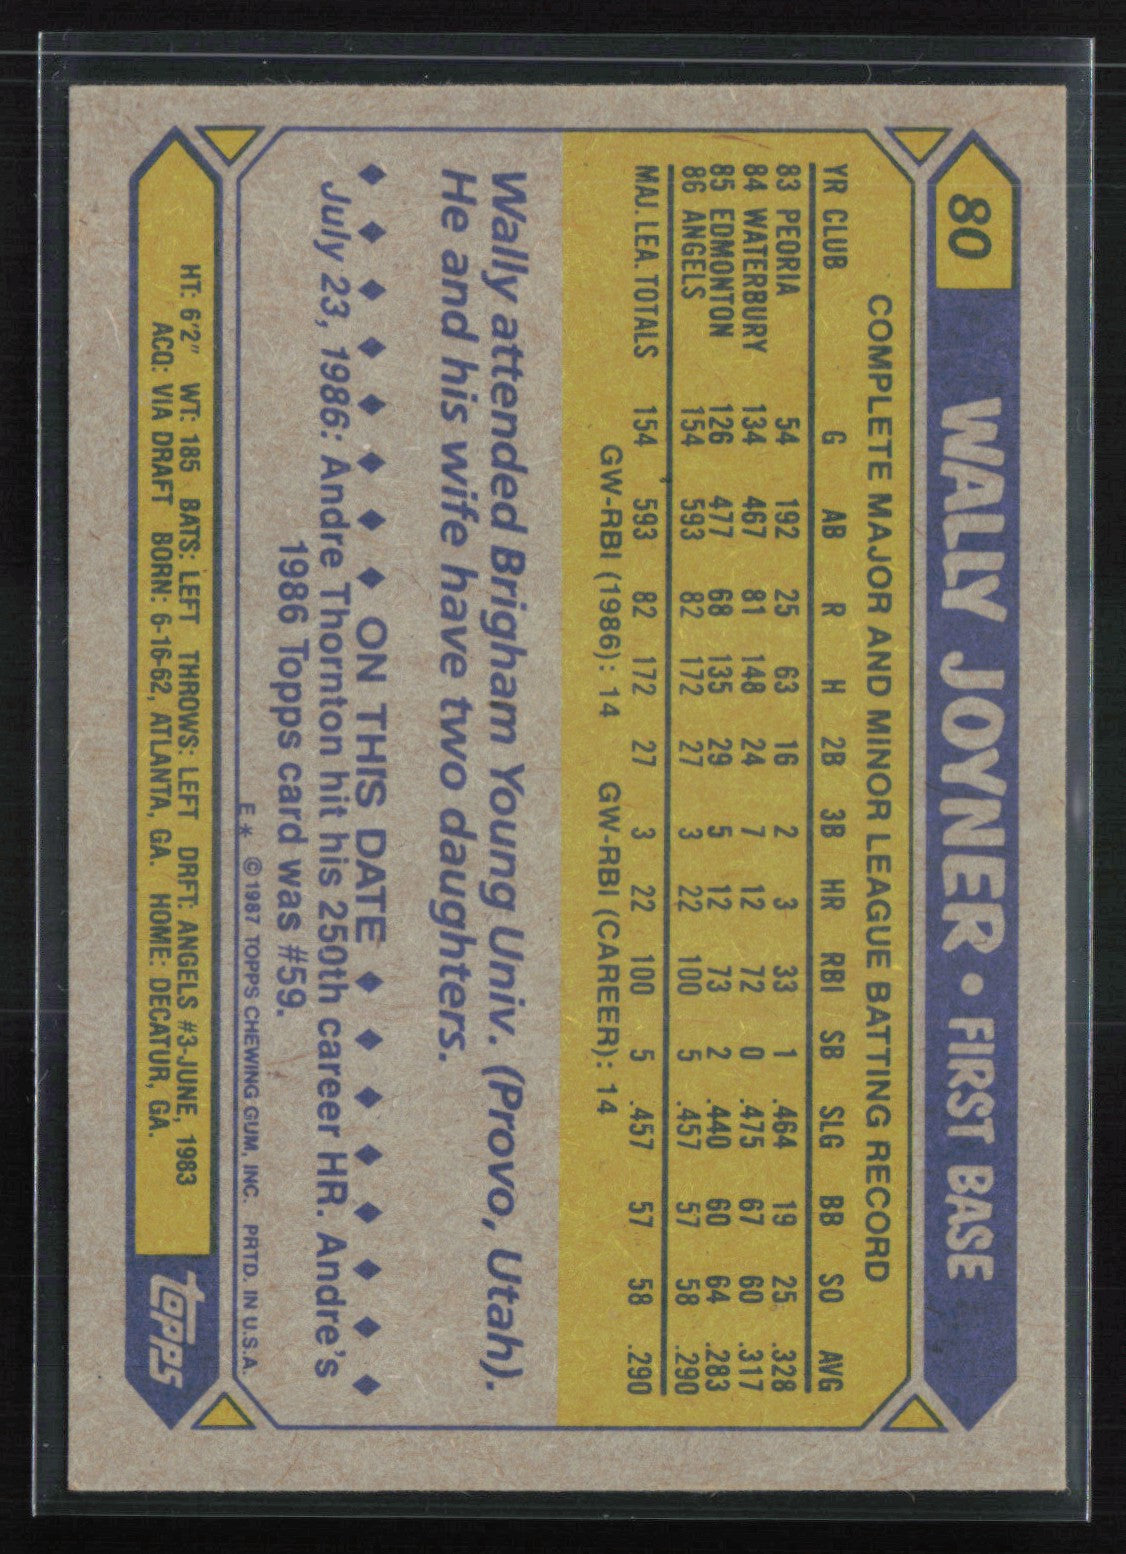 80 WALLY JOYNER • FIRST BASE
COMPLETE MAJOR AND MINOR LEAGUE BATTING RECORD
YR CLUB G AB R H 2B 3B HR RBI SB SLG BB SO AVG
83 PEORIA 54 192 25 63 16 2 3 33 1 .464 19 25 .328
84 WATERBURY 134 467 81 148 24 7 12 72 0 .475 67 60 .317
85 EDMONTON 126 477 68 135 29 5 12 73 2 .440 60 64 .283
86 ANGELS 154 593 82 172 27 3 22 100 5 .457 57 58 .290
MAJ. LEA. TOTALS 154 593 82 172 27 3 22 100 5 .457 57 58 .290
GW-RBI (1986): 14 GW-RBI (CAREER): 14
Wally attended Brigham Young Univ. (Provo, Utah).
He and his wife have two daughters.
♦ ♦ ♦ ♦ ♦ ♦ ♦ ♦ ON THIS DATE ♦ ♦ ♦ ♦ ♦ ♦ ♦ ♦
July 23, 1986: Andre Thornton hit his 250th career HR. Andre's
1986 Topps card was #59.
E* ©1987 TOPPS CHEWING GUM, INC. PRTD. IN U.S.A.
HT: 6'2" WT: 185 BATS: LEFT THROWS: LEFT DRFT: ANGELS #3-JUNE, 1983
ACQ: VIA DRAFT BORN: 6-16-62, ATLANTA, GA. HOME: DECATUR, GA.
topps